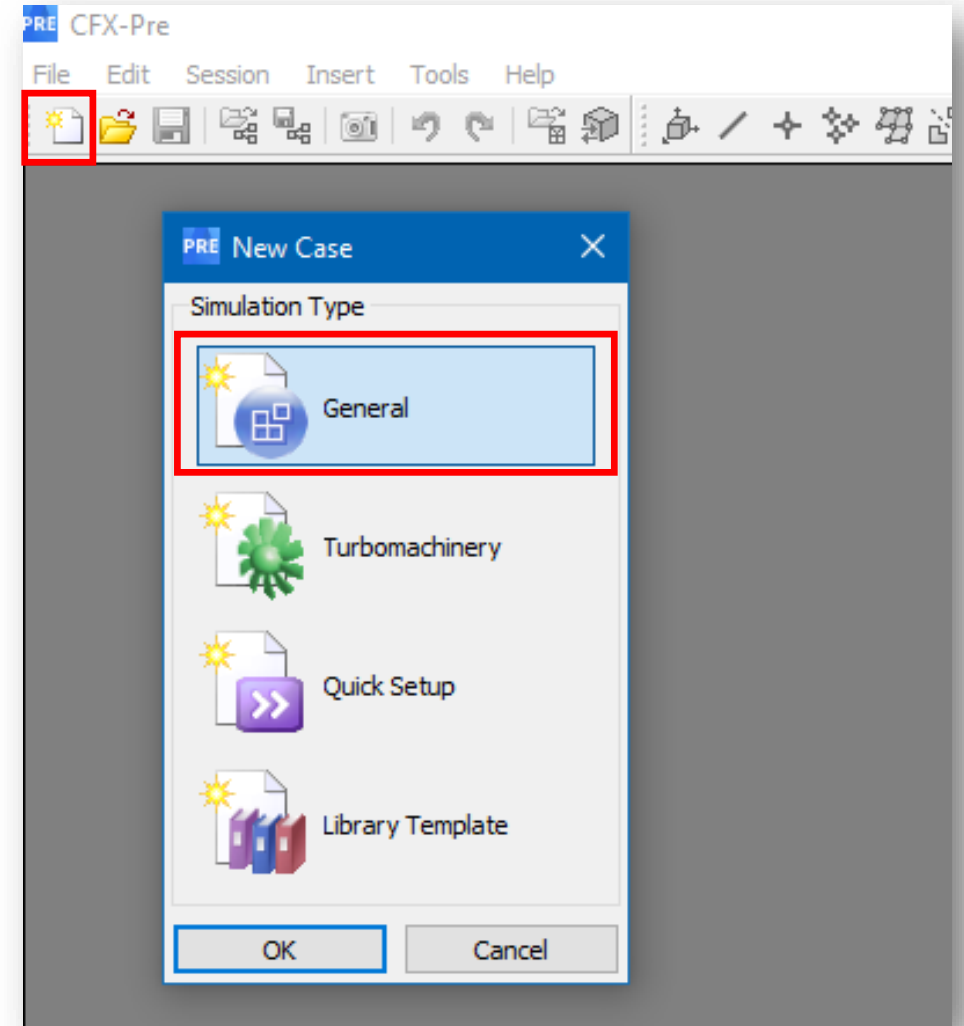 PRE CFX-Pre
File Edit Session Insert Tools Help
PRE New Case
Simulation Type
General
Turbomachinery
Quick Setup
Library Template
OK Cancel